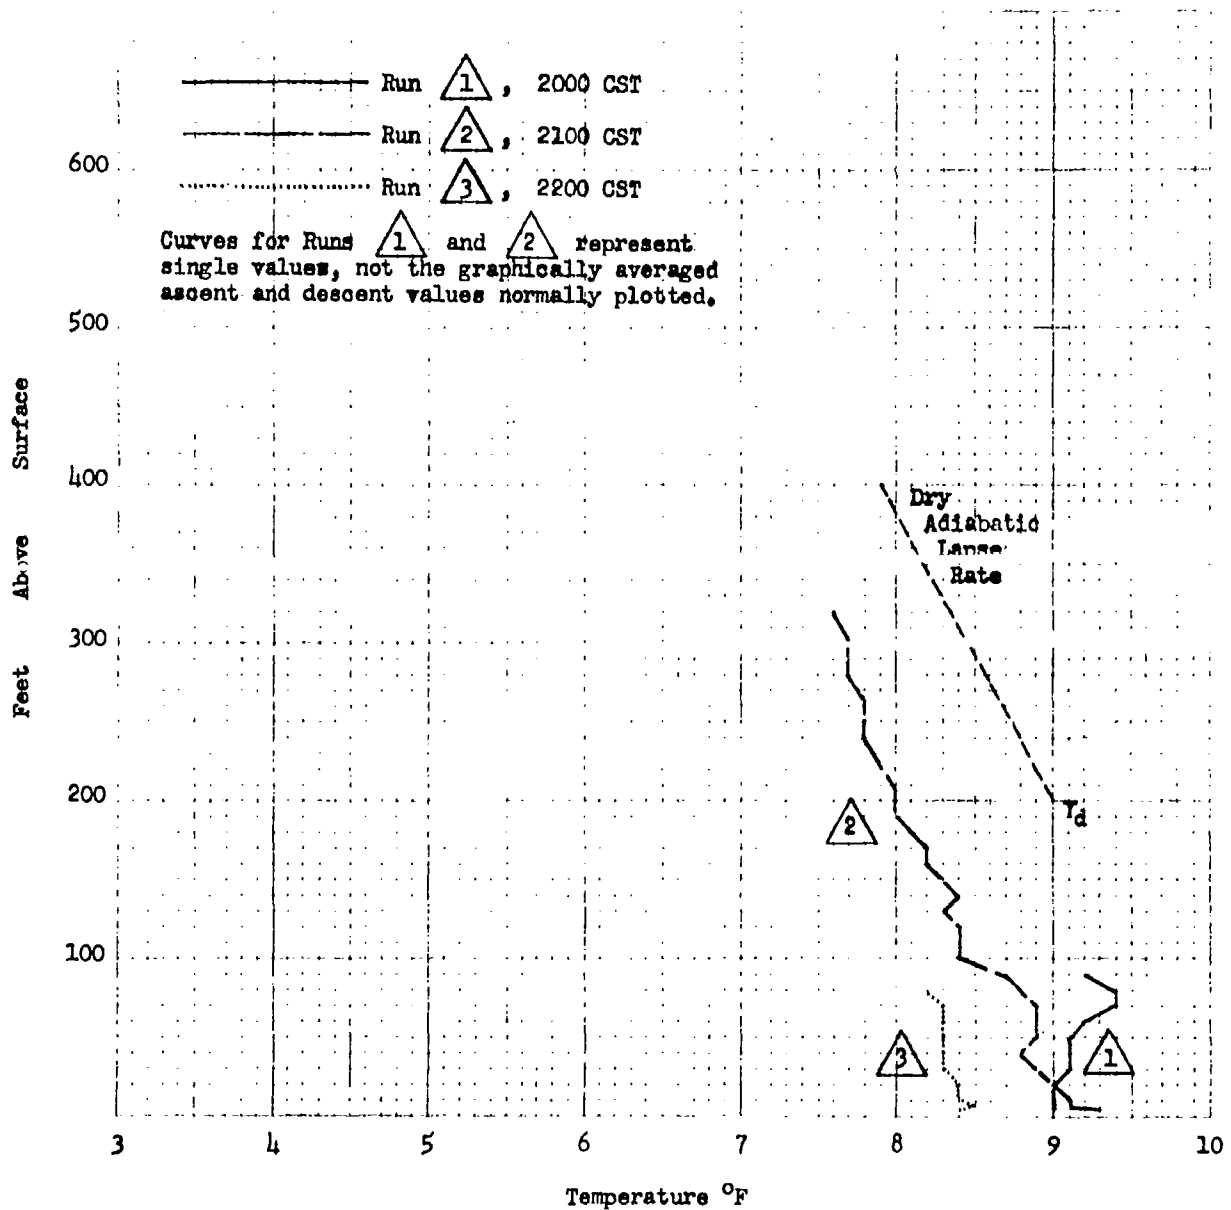 Run 1, 2000 CST
Run 2, 2100 CST
Run 3, 2200 CST
Curves for Runs 1 and 2 represent
single values, not the graphically averaged
ascent and descent values normally plotted.
600
500
400
300
200
100
Feet Above Surface
Dry
Adiabatic
Lapse
Rate
Td
2
3
1
3 4 5 6 7 8 9 10
Temperature °F